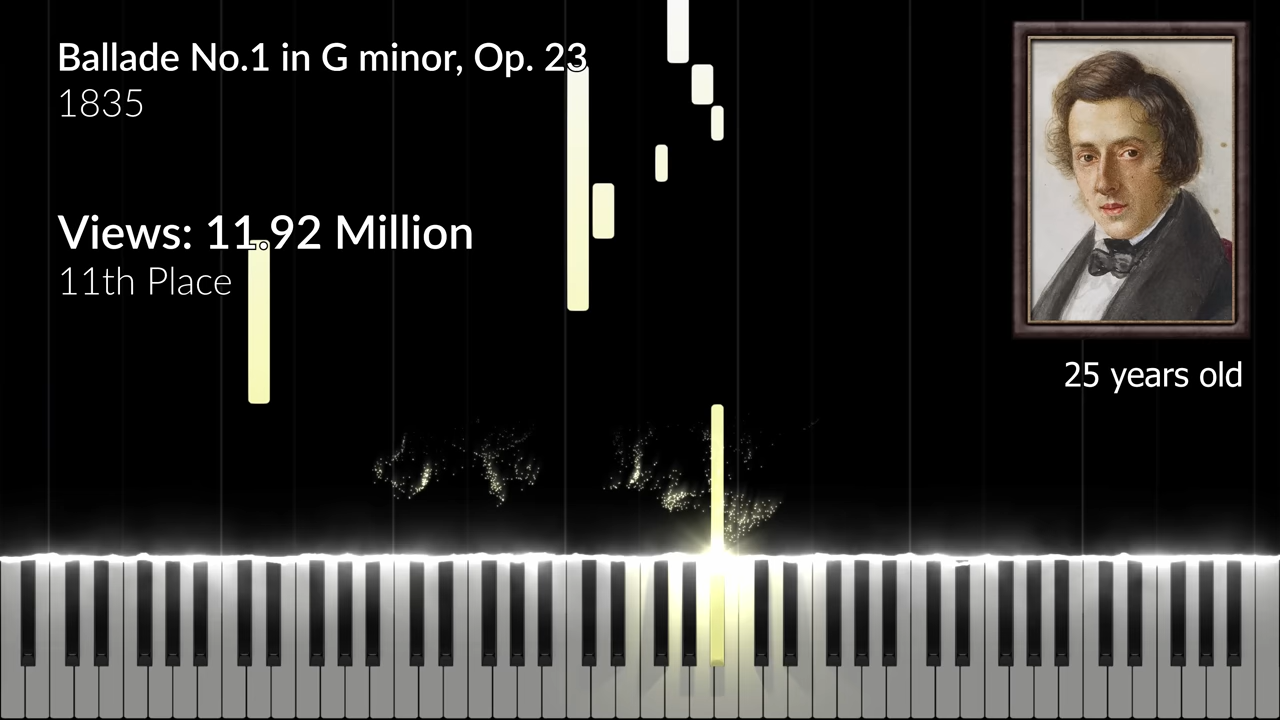 Ballade No.1 in G minor, Op. 23
1835
Views: 11.92 Million
11th Place
25 years old